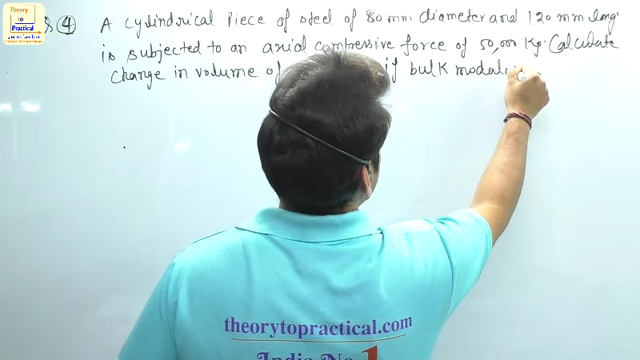 Theory
to
Practical
8 4 A cylindrical piece of steel of 80 mm diameter and 120 mm long
is subjected to an axial compressive force of 50,000 Kg. Calculate
change in volume of if bulk modul
theorytopractical.com
India No 1